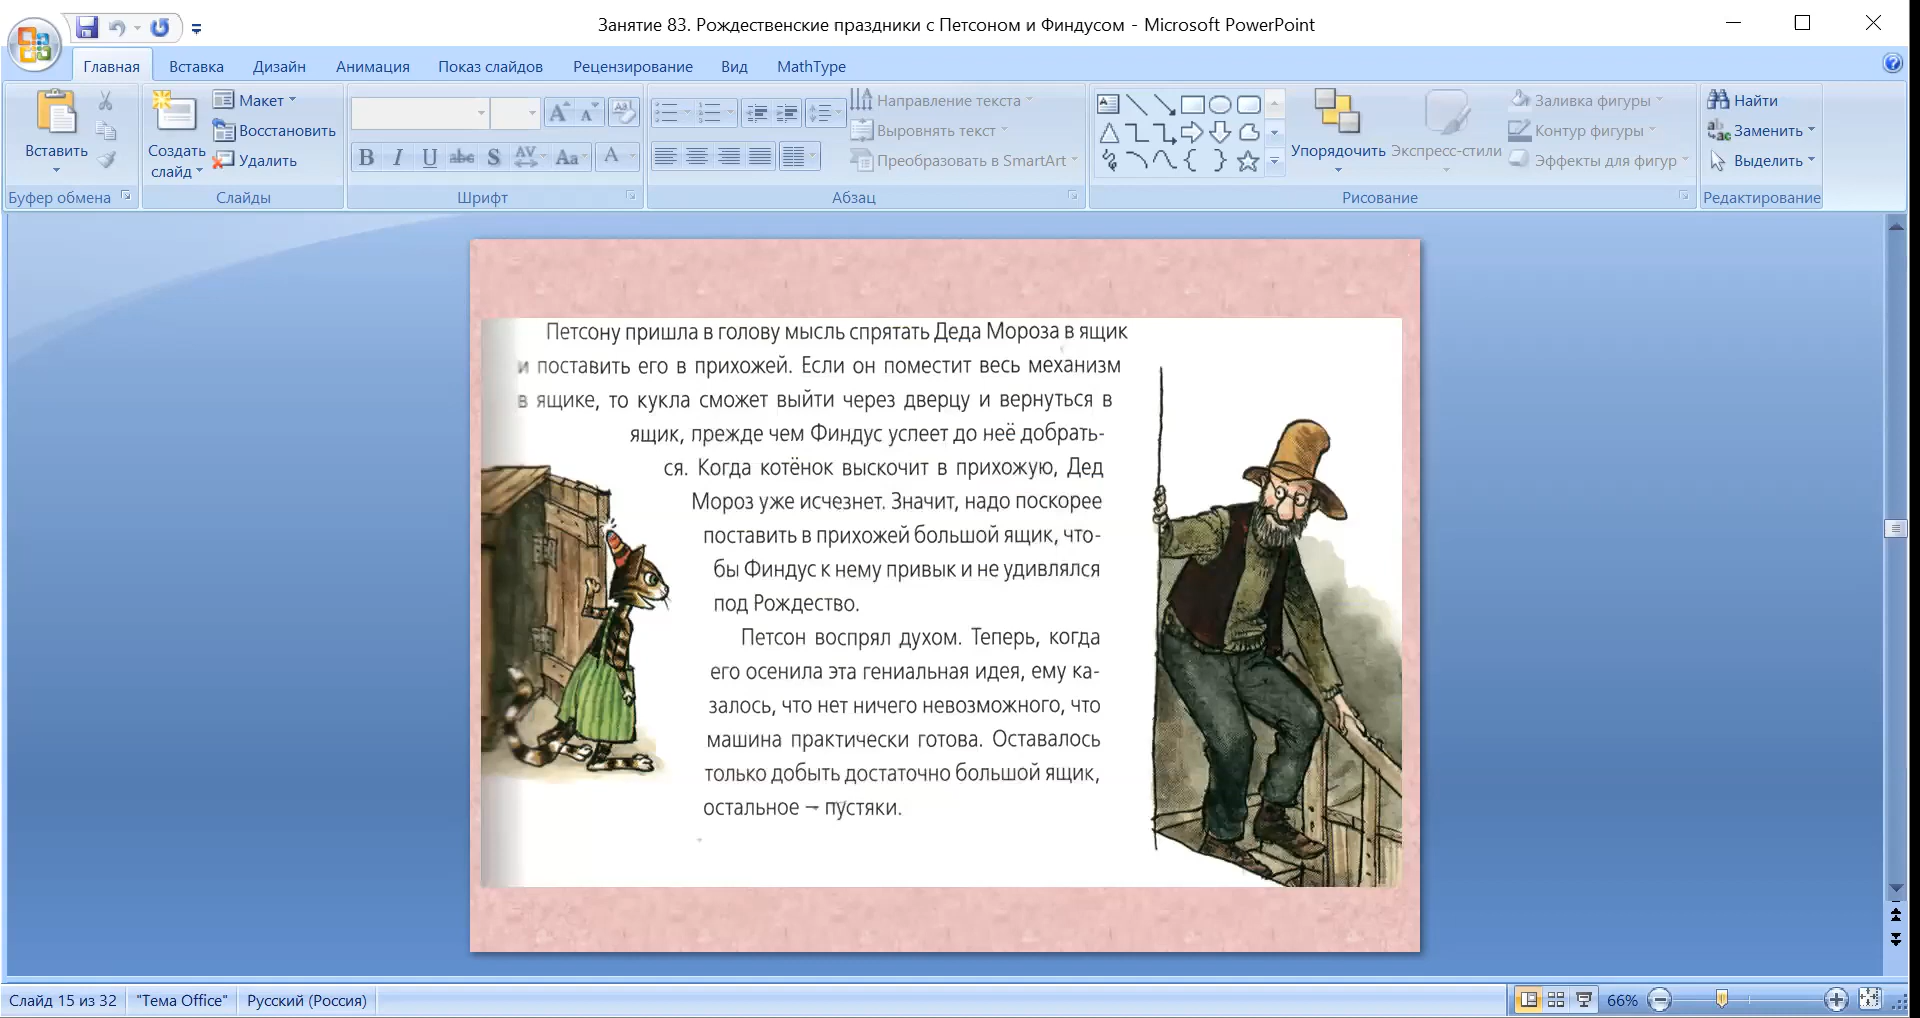 Занятие 83. Рождественские праздники с Петсоном и Финдусом - Microsoft PowerPoint
Главная Вставка Дизайн Анимация Показ слайдов Рецензирование Вид MathType
Вставить
Буфер обмена
Создать слайд
Макет
Восстановить
Удалить
Слайды
Шрифт
Направление текста
Выровнять текст
Преобразовать в SmartArt
Абзац
Упорядочить
Экспресс-стили
Заливка фигуры
Контур фигуры
Эффекты для фигур
Рисование
Найти
Заменить
Выделить
Редактирование
Петсону пришла в голову мысль спрятать Деда Мороза в ящик
и поставить его в прихожей. Если он поместит весь механизм
в ящике, то кукла сможет выйти через дверцу и вернуться в
ящик, прежде чем Финдус успеет до неё добрать-
ся. Когда котёнок выскочит в прихожую, Дед
Мороз уже исчезнет. Значит, надо поскорее
поставить в прихожей большой ящик, что-
бы Финдус к нему привык и не удивлялся
под Рождество.
Петсон воспрял духом. Теперь, когда
его осенила эта гениальная идея, ему ка-
залось, что нет ничего невозможного, что
машина практически готова. Оставалось
только добыть достаточно большой ящик,
остальное – пустяки.
Слайд 15 из 32 "Тема Office" Русский (Россия) 66%